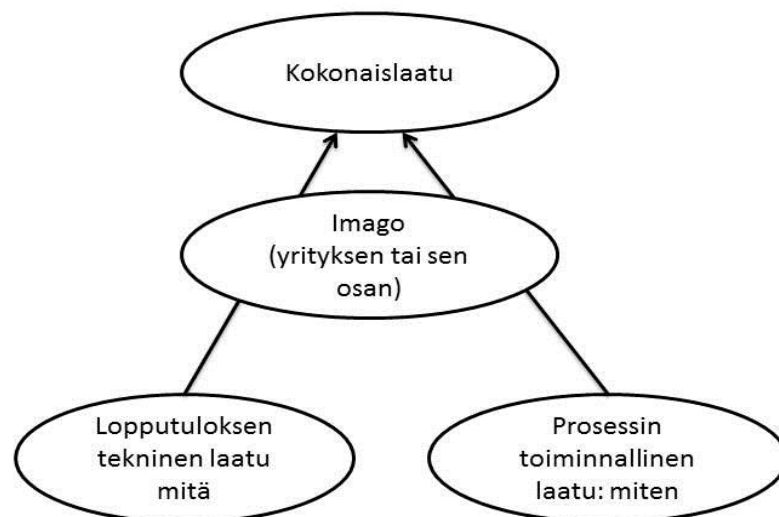 Kokonaislaatu
Imago
(yrityksen tai sen
osan)
Lopputuloksen
tekninen laatu
mitä
Prosessin
toiminnallinen
laatu: miten